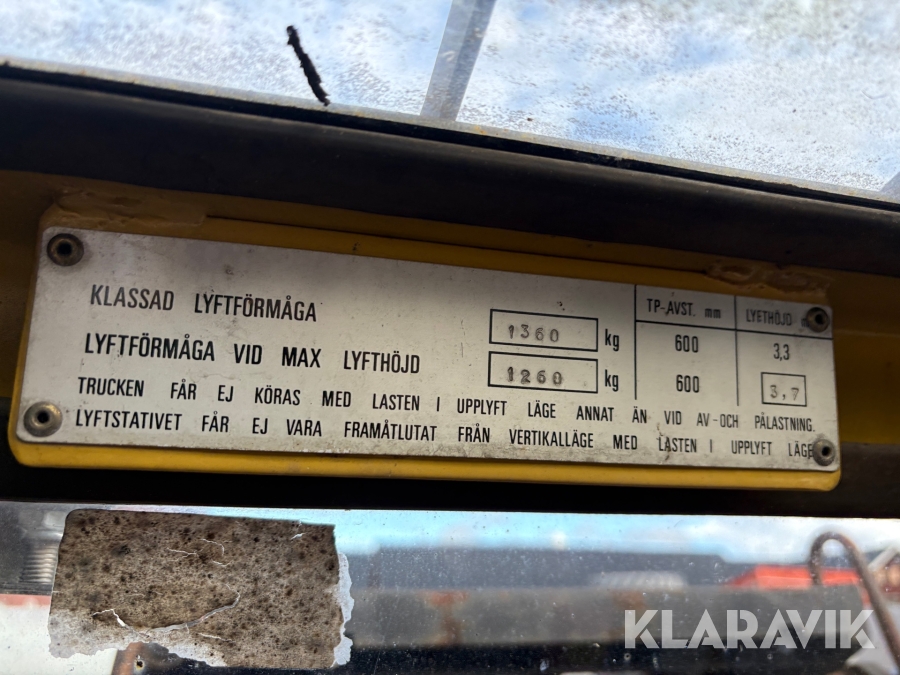 TP-AVST. mm LYFTHÖJD
KLASSAD LYFTFÖRMÅGA 1360 kg 600 3,3
LYFTFÖRMÅGA VID MAX LYFTHÖJD 1260 kg 600 3,7
TRUCKEN FÅR EJ KÖRAS MED LASTEN I UPPLYFT LÄGE ANNAT ÄN VID AV-OCH PÅLASTNING.
LYFTSTATIVET FÅR EJ VARA FRAMÅTLUTAT FRÅN VERTIKALLÄGE MED LASTEN I UPPLYFT LÄGE
KLARAVIK